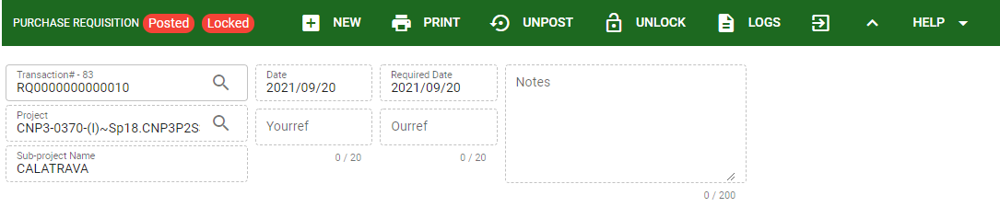 PURCHASE REQUISITION Posted Locked NEW PRINT UNPOST UNLOCK LOGS HELP
Transaction# - 83
RQ0000000000010
Date
2021/09/20
Required Date
2021/09/20
Notes
Project
CNP3-0370-(I)~Sp18.CNP3P2S
Yourref
Ourref
0 / 20
0 / 20
Sub-project Name
CALATRAVA
0 / 200